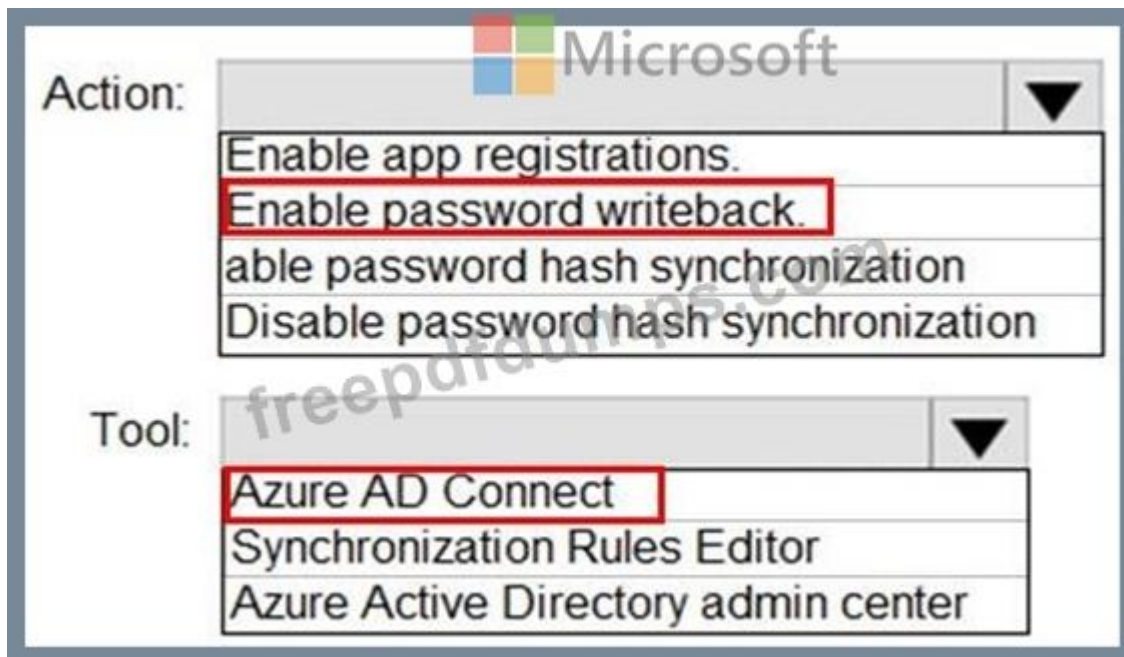 Microsoft
Action:
Enable app registrations.
Enable password writeback.
able password hash synchronization
Disable password hash synchronization
freepdfdumps.com
Tool:
Azure AD Connect
Synchronization Rules Editor
Azure Active Directory admin center